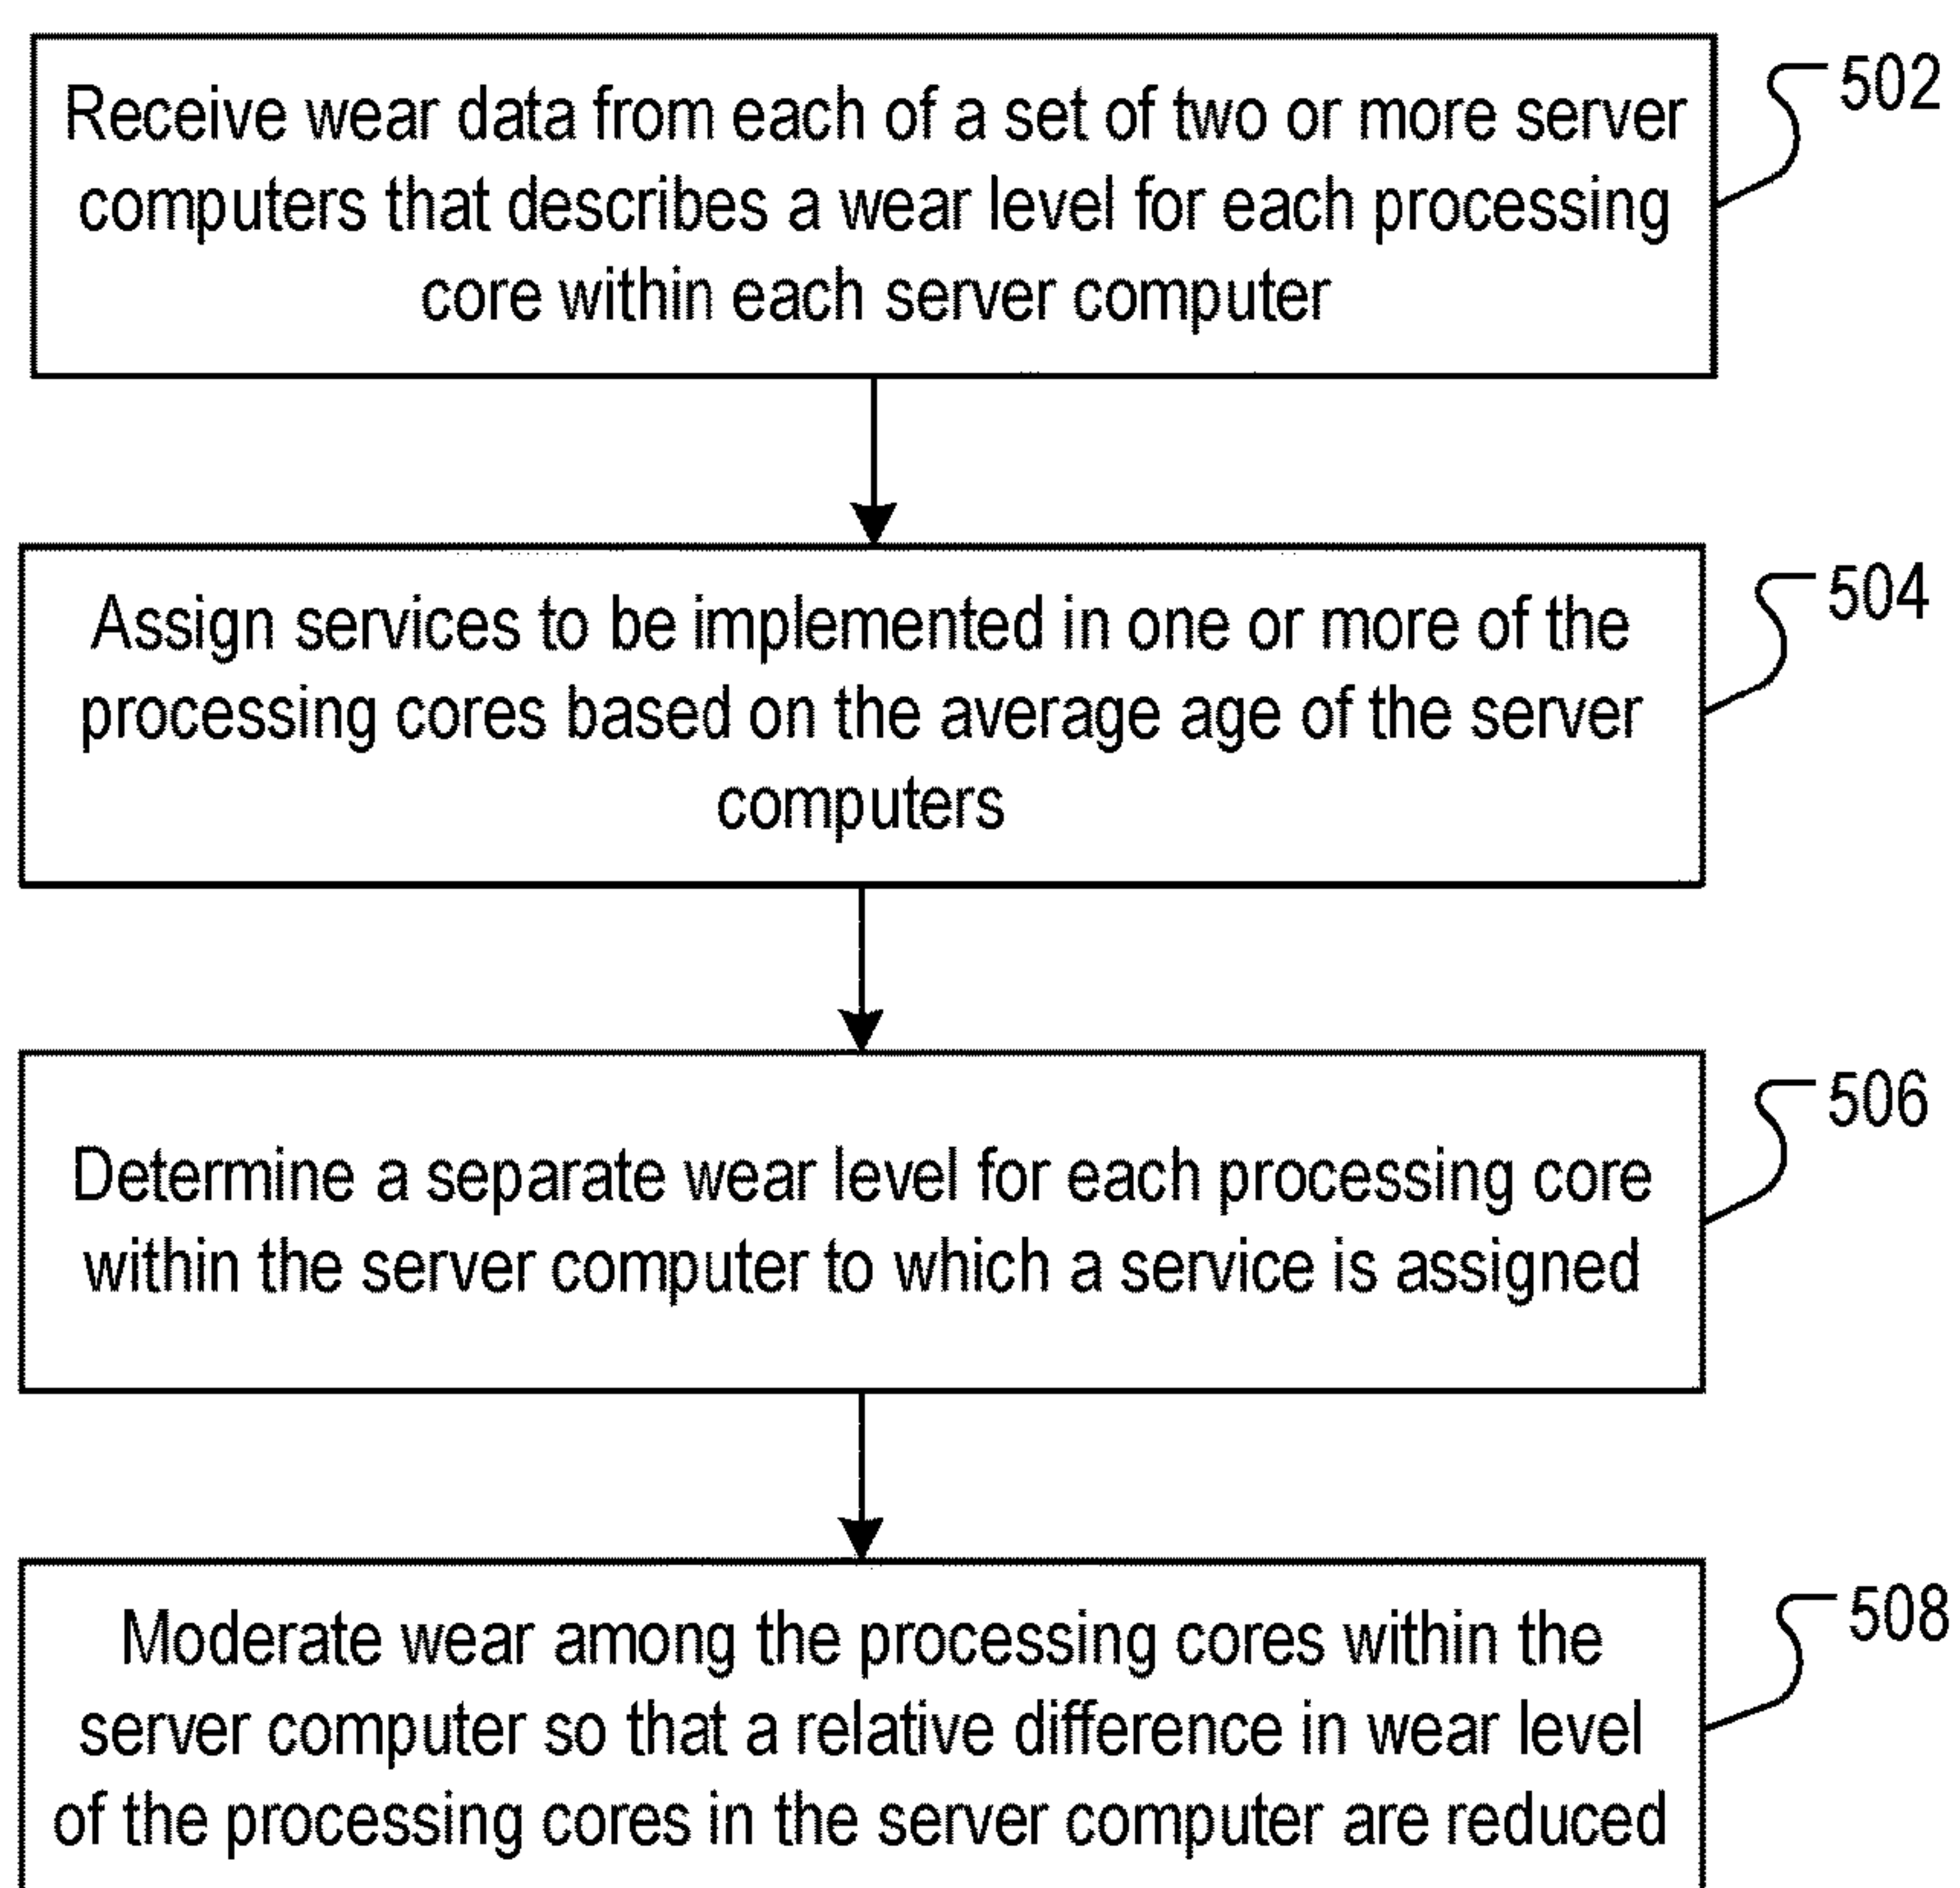 Receive wear data from each of a set of two or more server
computers that describes a wear level for each processing
core within each server computer
502
Assign services to be implemented in one or more of the
processing cores based on the average age of the server
computers
504
Determine a separate wear level for each processing core
within the server computer to which a service is assigned
506
Moderate wear among the processing cores within the
server computer so that a relative difference in wear level
of the processing cores in the server computer are reduced
508